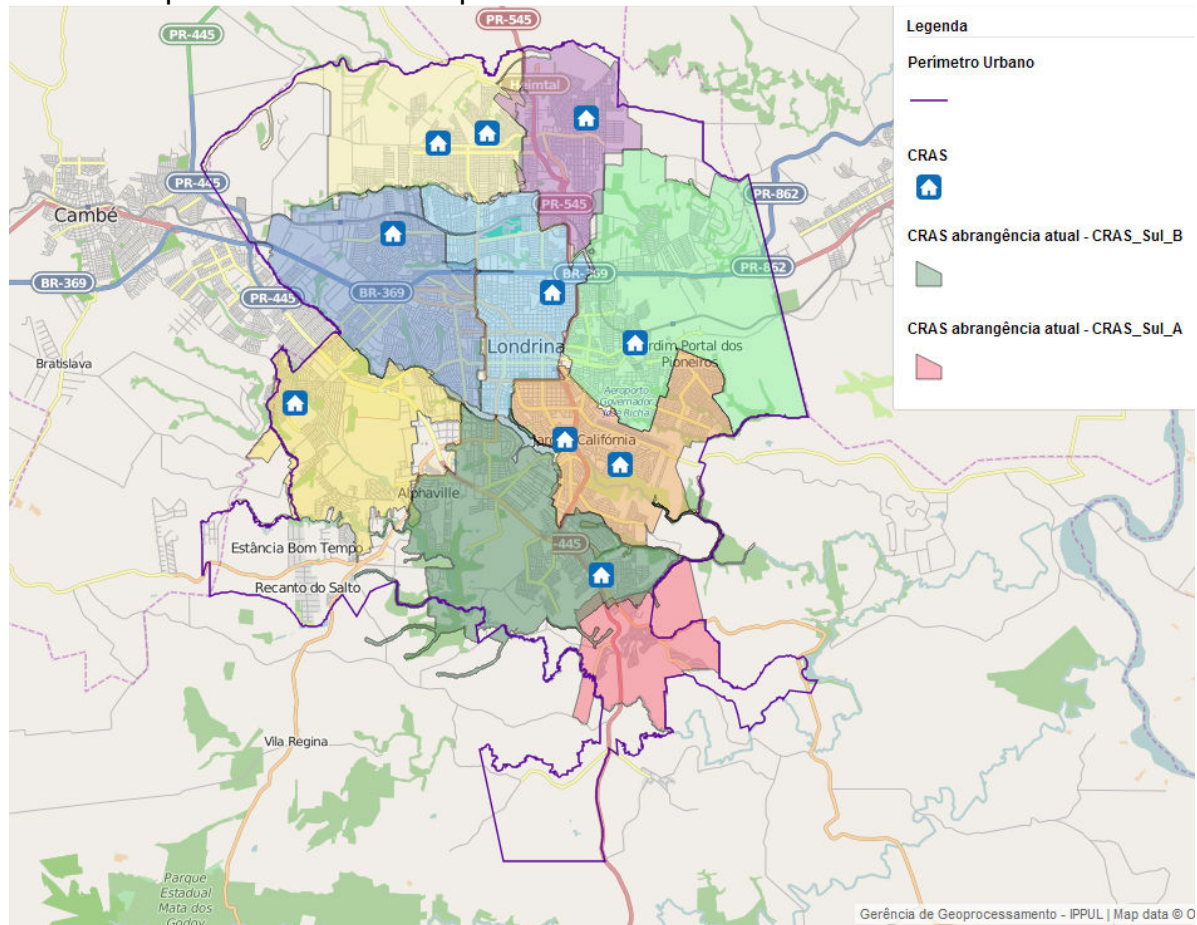 PR-445
PR-545
Heimtal
PR-445
PR-545
PR-862
Cambé
BR-369
PR-445
BR-369
BR-369
PR-862
Londrina
Jardim Portal dos
Pioneiros
Bratislava
Aeroporto
Governador
José Richa
Jardim Califórnia
Alphaville
Estância Bom Tempo
-445
Recanto do Salto
Vila Regina
Parque
Estadual
Mata dos
Godoy
Legenda
Perímetro Urbano
CRAS
CRAS abrangência atual - CRAS_Sul_B
CRAS abrangência atual - CRAS_Sul_A
Gerência de Geoprocessamento - IPPUL | Map data © O